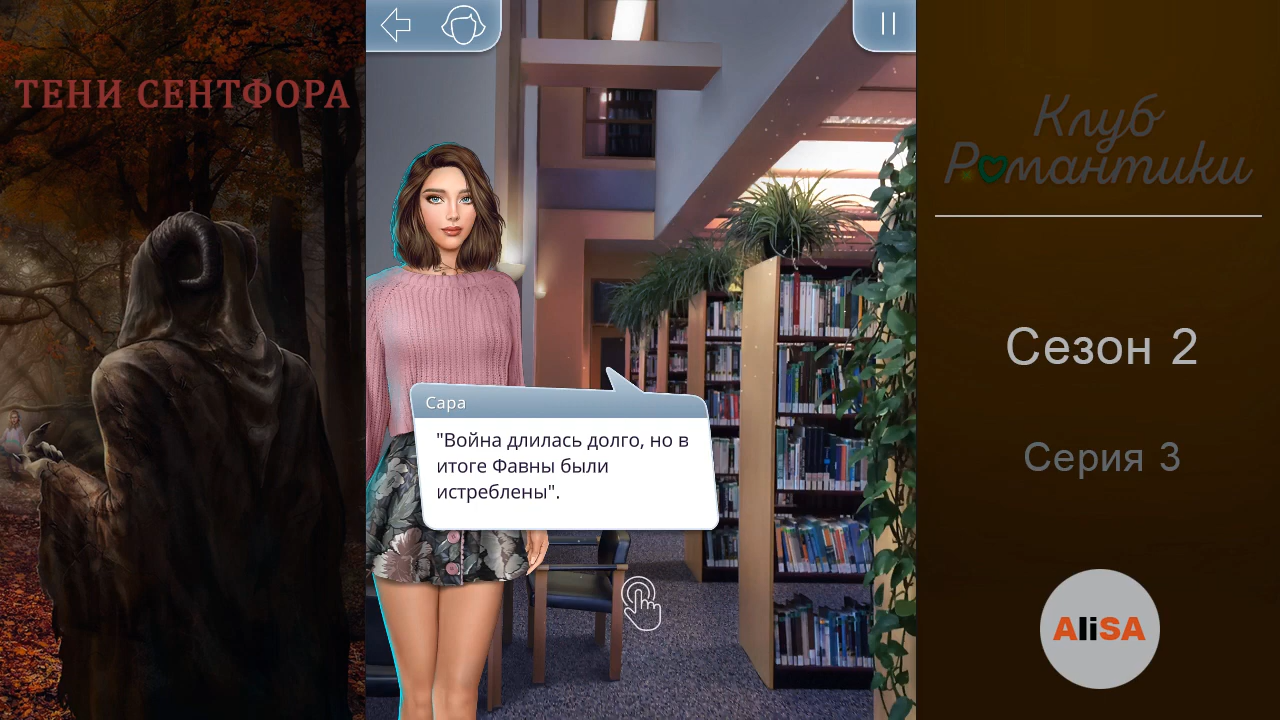 ТЕНИ СЕНТФОРА
Сара
"Война длилась долго, но в
итоге Фавны были
истреблены".
Клуб
Романтики
Сезон 2
Серия 3
AliSA